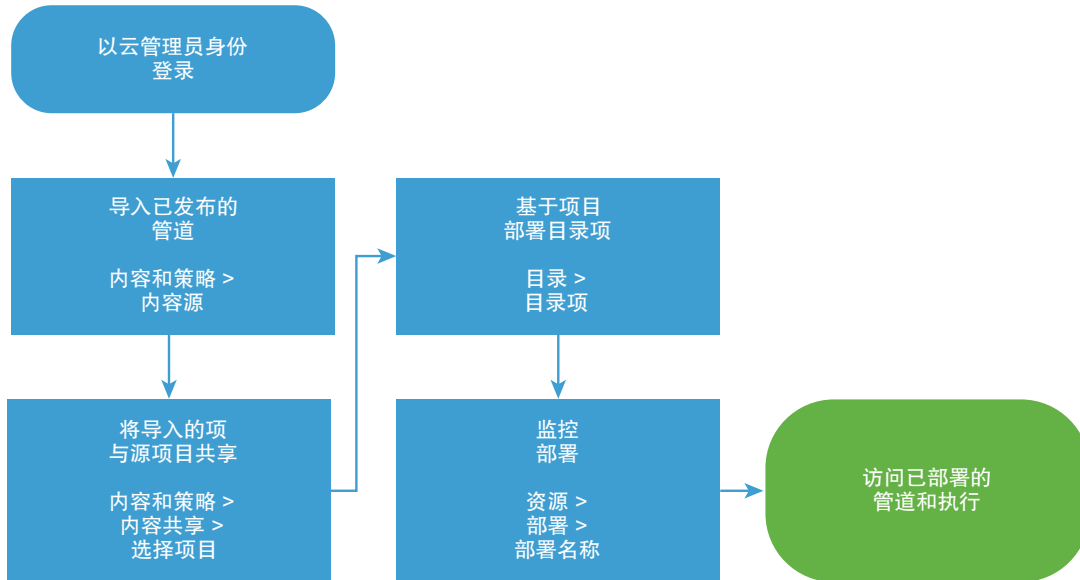 以云管理员身份
登录
导入已发布的
管道
内容和策略 >
内容源
将导入的项
与源项目共享
内容和策略 >
内容共享 >
选择项目
基于项目
部署目录项
目录 >
目录项
监控
部署
资源 >
部署 >
部署名称
访问已部署的
管道和执行